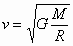 v = √(G M/R)